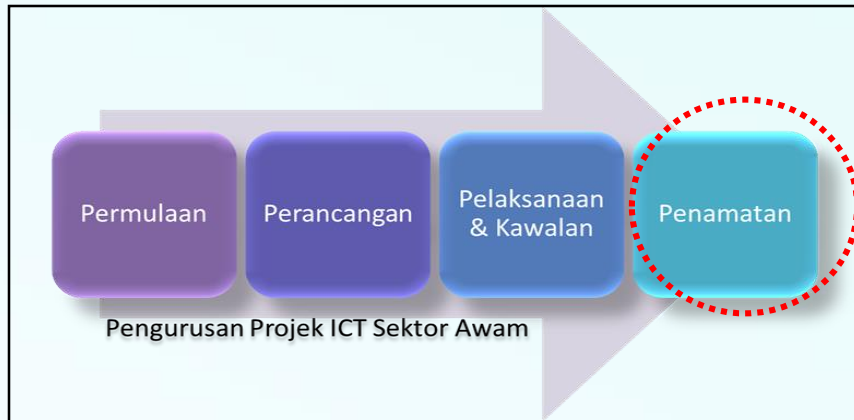 Permulaan
Perancangan
Pelaksanaan
& Kawalan
Penamatan
Pengurusan Projek ICT Sektor Awam